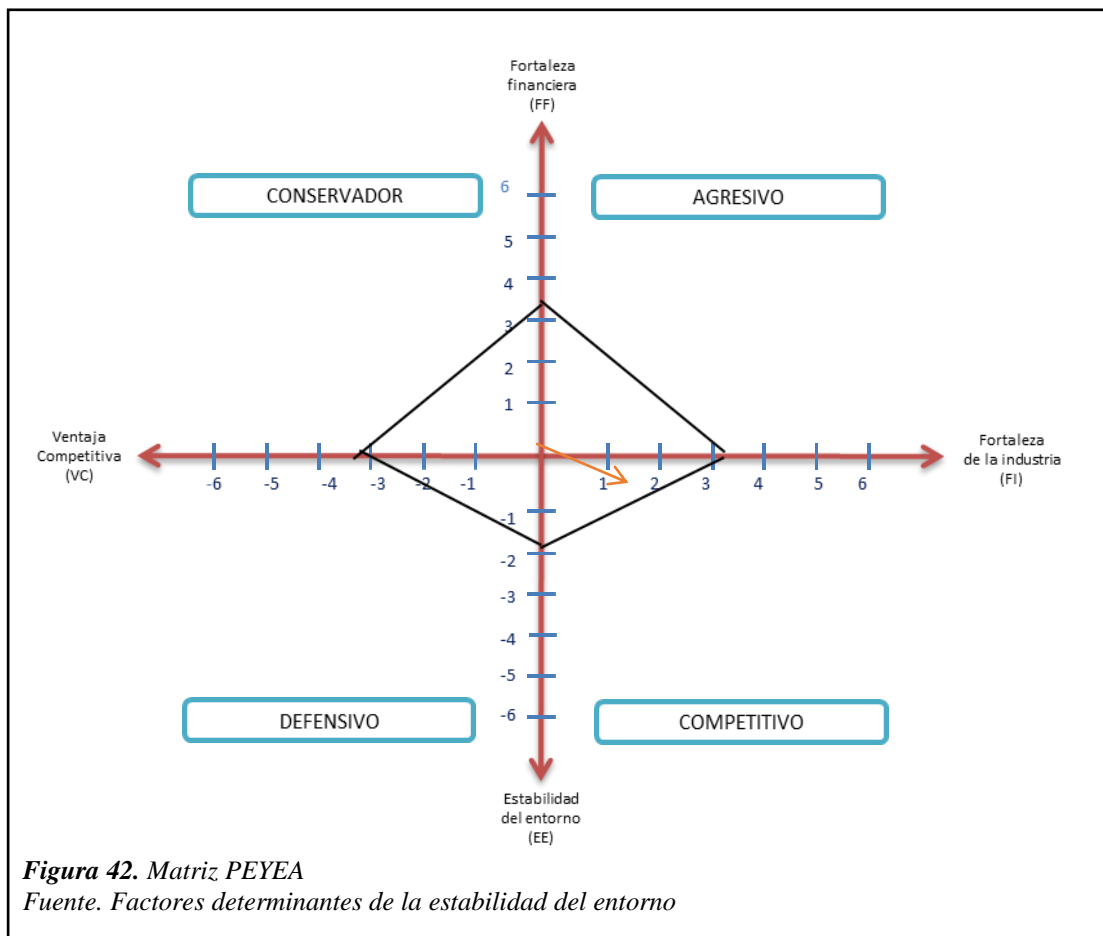 Fortaleza
financiera
(FF)
CONSERVADOR
AGRESIVO
6
5
4
3
2
1
Ventaja
Competitiva
(VC)
Fortaleza
de la industria
(FI)
-6 -5 -4 -3 -2 -1 1 2 3 4 5 6
-1
-2
-3
-4
-5
-6
DEFENSIVO
COMPETITIVO
Estabilidad
del entorno
(EE)
Figura 42. Matriz PEYEA
Fuente. Factores determinantes de la estabilidad del entorno